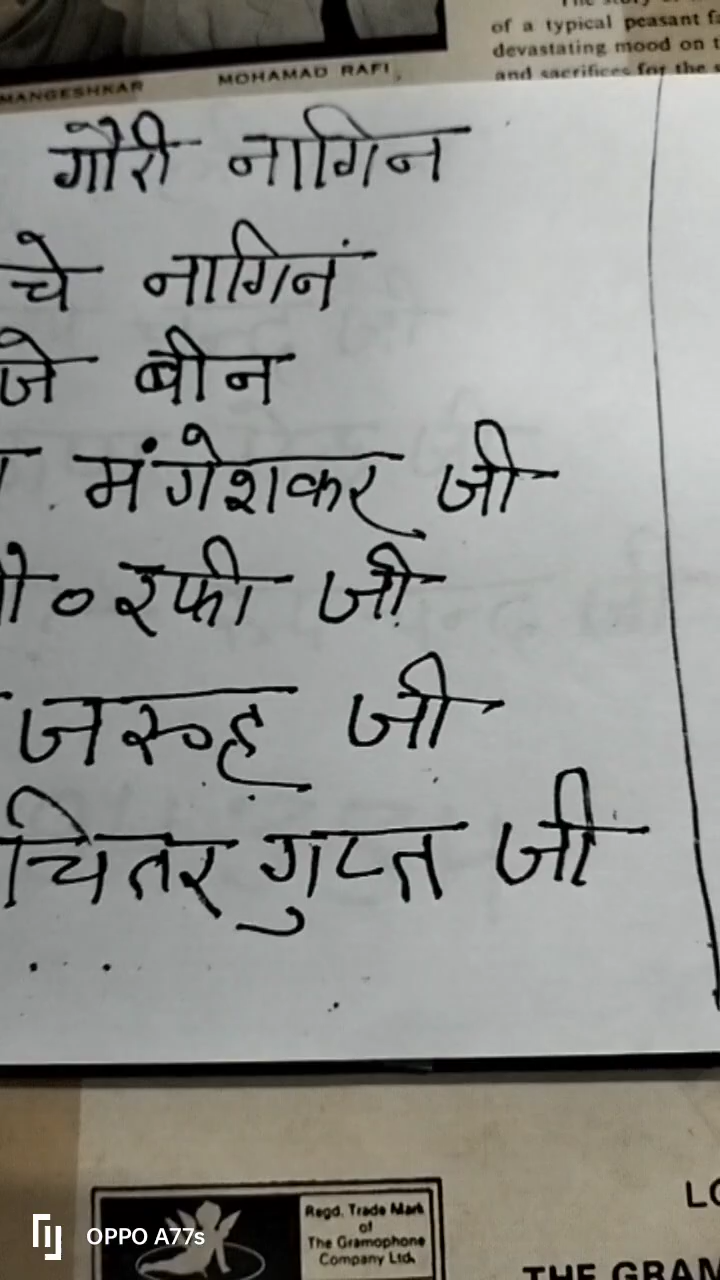 of a typical peasant
devastating mood on
and sacrifices for the
MANGESHKAR MOHAMAD RAFI,
गौरी नागिन
चे नागिनं
जे बीन
मंगेशकर जी
रफी जी
जरूह जी
चितर गुप्त जी
Regd. Trade Mark
of
The Gramophone
Company Ltd.
OPPO A77s